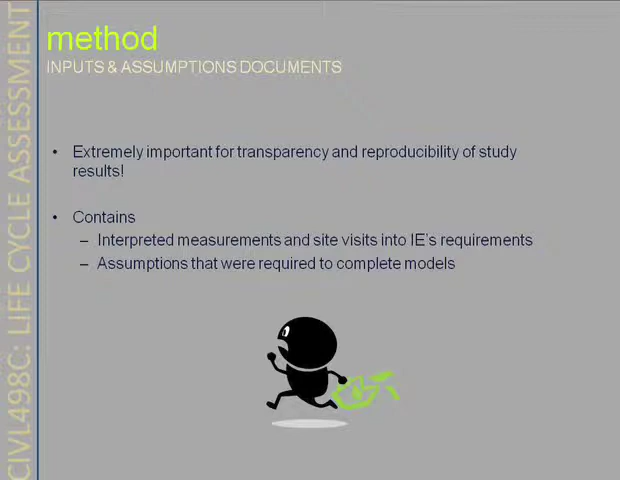 method
INPUTS & ASSUMPTIONS DOCUMENTS
• Extremely important for transparency and reproducibility of study
results!
• Contains
– Interpreted measurements and site visits into IE's requirements
– Assumptions that were required to complete models
CIVL498C: LIFE CYCLE ASSESSMENT